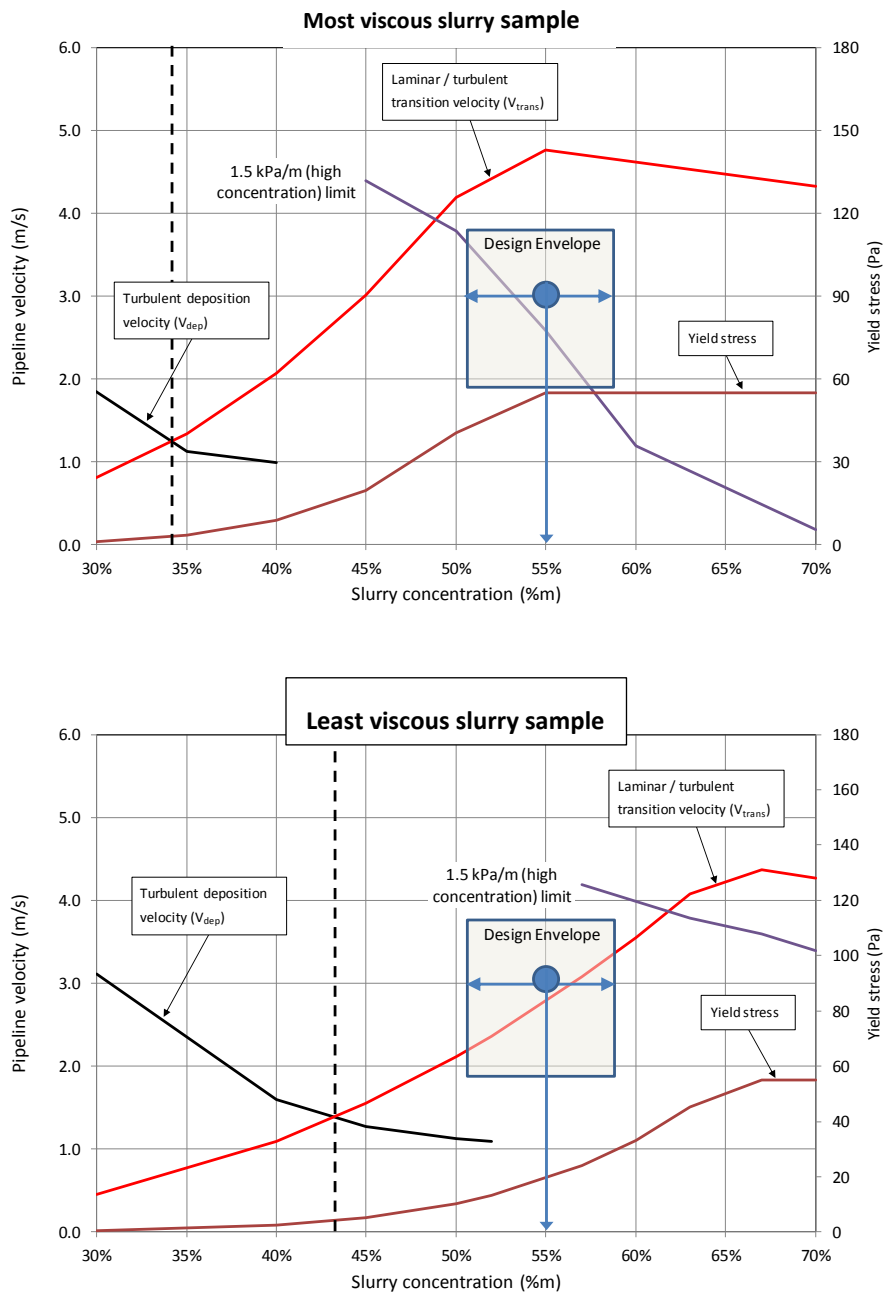 Most viscous slurry sample
6.0
5.0
4.0
3.0
2.0
1.0
0.0
Pipeline velocity (m/s)
180
150
120
90
60
30
0
Yield stress (Pa)
Laminar / turbulent
transition velocity (Vtrans)
1.5 kPa/m (high
concentration) limit
Design Envelope
Turbulent deposition
velocity (Vdep)
Yield stress
30%
35%
40%
45%
50%
55%
60%
65%
70%
Slurry concentration (%m)
Least viscous slurry sample
6.0
5.0
4.0
3.0
2.0
1.0
0.0
Pipeline velocity (m/s)
180
160
140
120
100
80
60
40
20
0
Yield stress (Pa)
Laminar / turbulent
transition velocity (Vtrans)
1.5 kPa/m (high
concentration) limit
Turbulent deposition
velocity (Vdep)
Design Envelope
Yield stress
30%
35%
40%
45%
50%
55%
60%
65%
70%
Slurry concentration (%m)